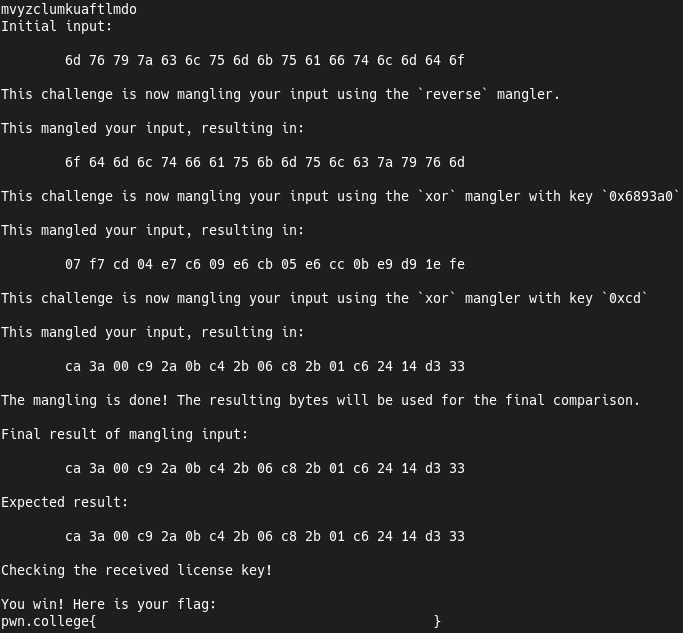 mvyzclumkuaftlmdo
Initial input:
6d 76 79 7a 63 6c 75 6d 6b 75 61 66 74 6c 6d 64 6f
This challenge is now mangling your input using the `reverse` mangler.
This mangled your input, resulting in:
6f 64 6d 6c 74 66 61 75 6b 6d 75 6c 63 7a 79 76 6d
This challenge is now mangling your input using the `xor` mangler with key `0x6893a0`
This mangled your input, resulting in:
07 f7 cd 04 e7 c6 09 e6 cb 05 e6 cc 0b e9 d9 1e fe
This challenge is now mangling your input using the `xor` mangler with key `0xcd`
This mangled your input, resulting in:
ca 3a 00 c9 2a 0b c4 2b 06 c8 2b 01 c6 24 14 d3 33
The mangling is done! The resulting bytes will be used for the final comparison.
Final result of mangling input:
ca 3a 00 c9 2a 0b c4 2b 06 c8 2b 01 c6 24 14 d3 33
Expected result:
ca 3a 00 c9 2a 0b c4 2b 06 c8 2b 01 c6 24 14 d3 33
Checking the received license key!
You win! Here is your flag:
pwn.college{ }